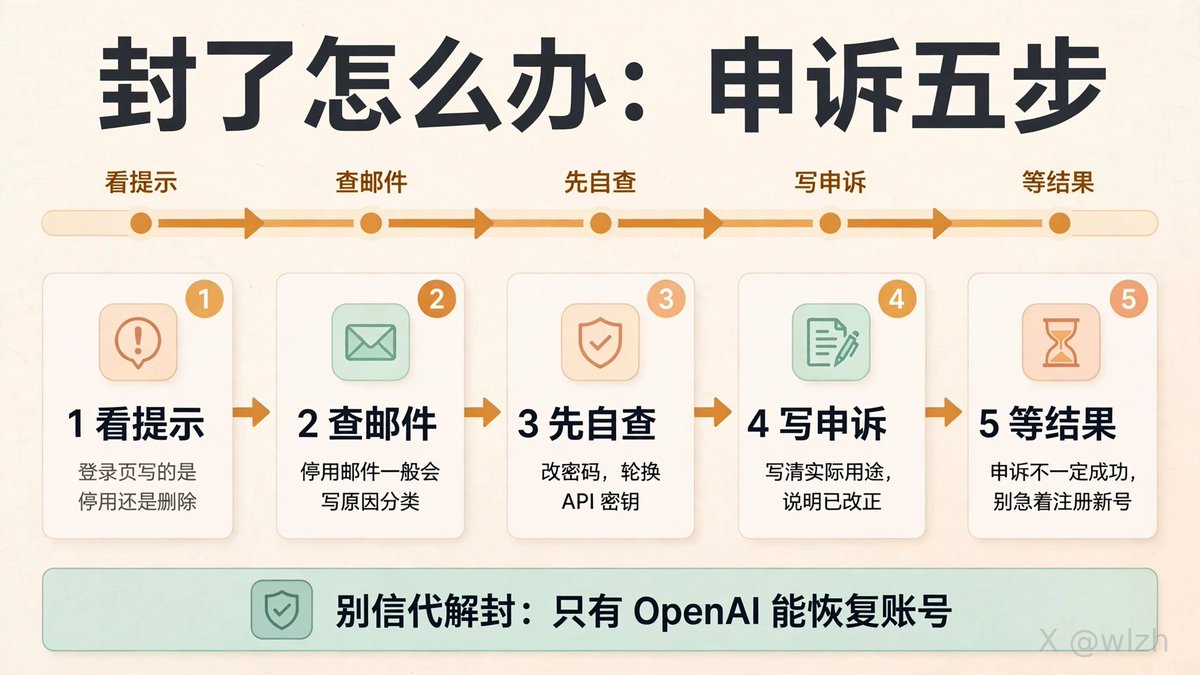 封了怎么办：申诉五步
看提示
查邮件
先自查
写申诉
等结果
1
1 看提示
登录页写的是
停用还是删除
2
2 查邮件
停用邮件一般会
写原因分类
3
3 先自查
改密码，轮换
API 密钥
4
4 写申诉
写清实际用途，
说明已改正
5
5 等结果
申诉不一定成功，
别急着注册新号
别信代解封：只有 OpenAI 能恢复账号
X @wlzh